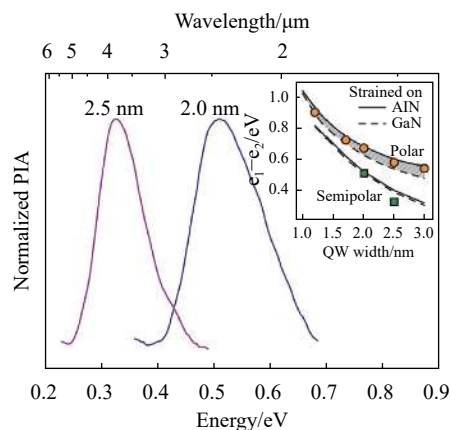 Wavelength/μm
6 5 4 3 2
2.5 nm 2.0 nm
Normalized PIA
0.2 0.3 0.4 0.5 0.6 0.7 0.8 0.9
Energy/eV
e₁−e₂/eV
1.0
0.8
0.6
0.4
Strained on
AlN
GaN
Polar
Semipolar
1.0 1.5 2.0 2.5 3.0
QW width/nm